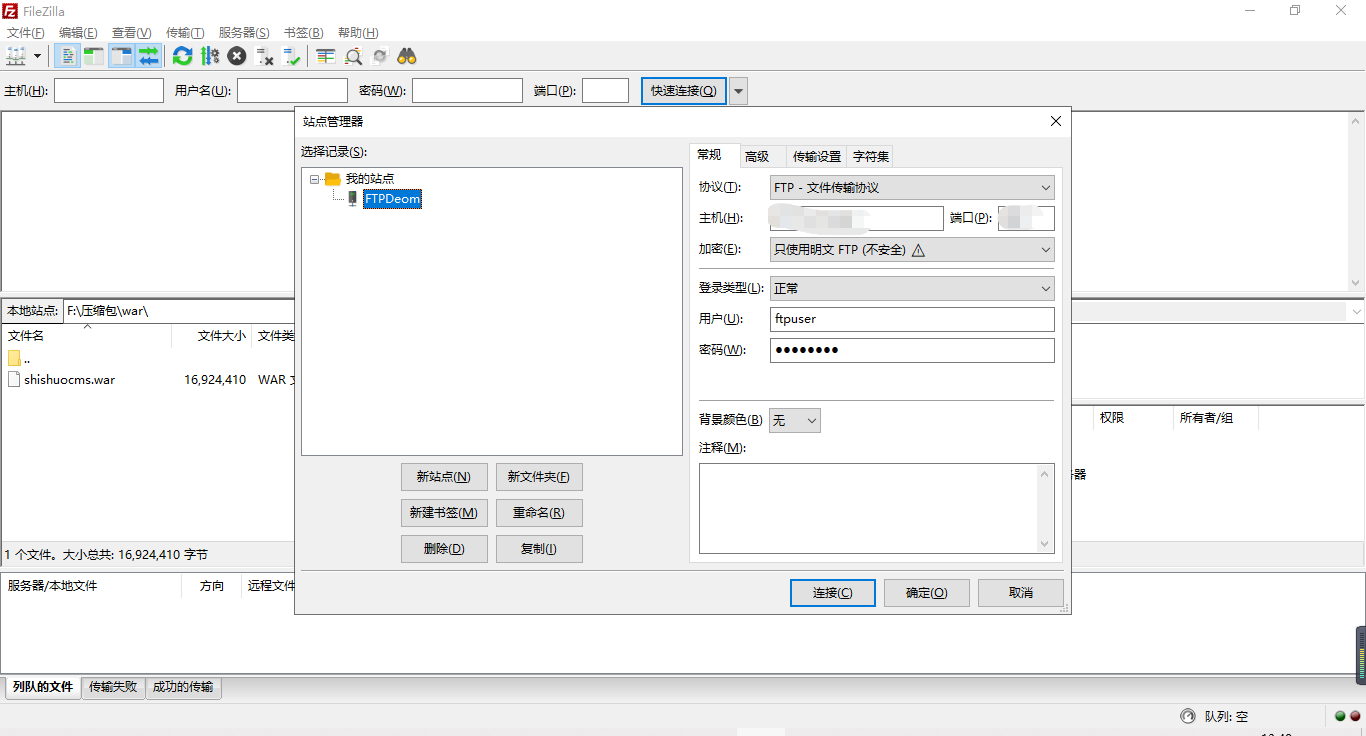 FileZilla
文件(F) 编辑(E) 查看(V) 传输(T) 服务器(S) 书签(B) 帮助(H)
主机(H): 用户名(U): 密码(W): 端口(P): 快速连接(Q)
站点管理器
选择记录(S):
我的站点
FTPDeom
新站点(N) 新文件夹(F)
新建书签(M) 重命名(R)
删除(D) 复制(I)
常规 高级 传输设置 字符集
协议(T): FTP - 文件传输协议
主机(H): 端口(P):
加密(E): 只使用明文 FTP (不安全)
登录类型(L): 正常
用户(U): ftpuser
密码(W): ●●●●●●●●
背景颜色(B) 无
注释(M):
连接(C) 确定(O) 取消
本地站点: F:\压缩包\war\
文件名 文件大小 文件类
..
shishuocms.war 16,924,410 WAR
权限 所有者/组
1 个文件。大小总共: 16,924,410 字节
服务器/本地文件 方向 远程文件
列队的文件 传输失败 成功的传输
队列: 空